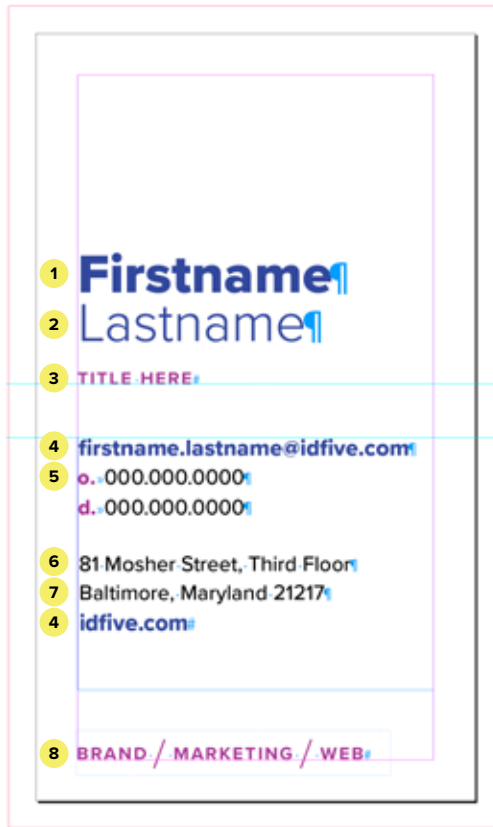 1 Firstname¶
2 Lastname¶
3 TITLE HERE#
4 firstname.lastname@idfive.com¶
5 o. 000.000.0000¶
d. 000.000.0000¶
6 81 Mosher Street, Third Floor¶
7 Baltimore, Maryland 21217¶
4 idfive.com#
8 BRAND / MARKETING / WEB#